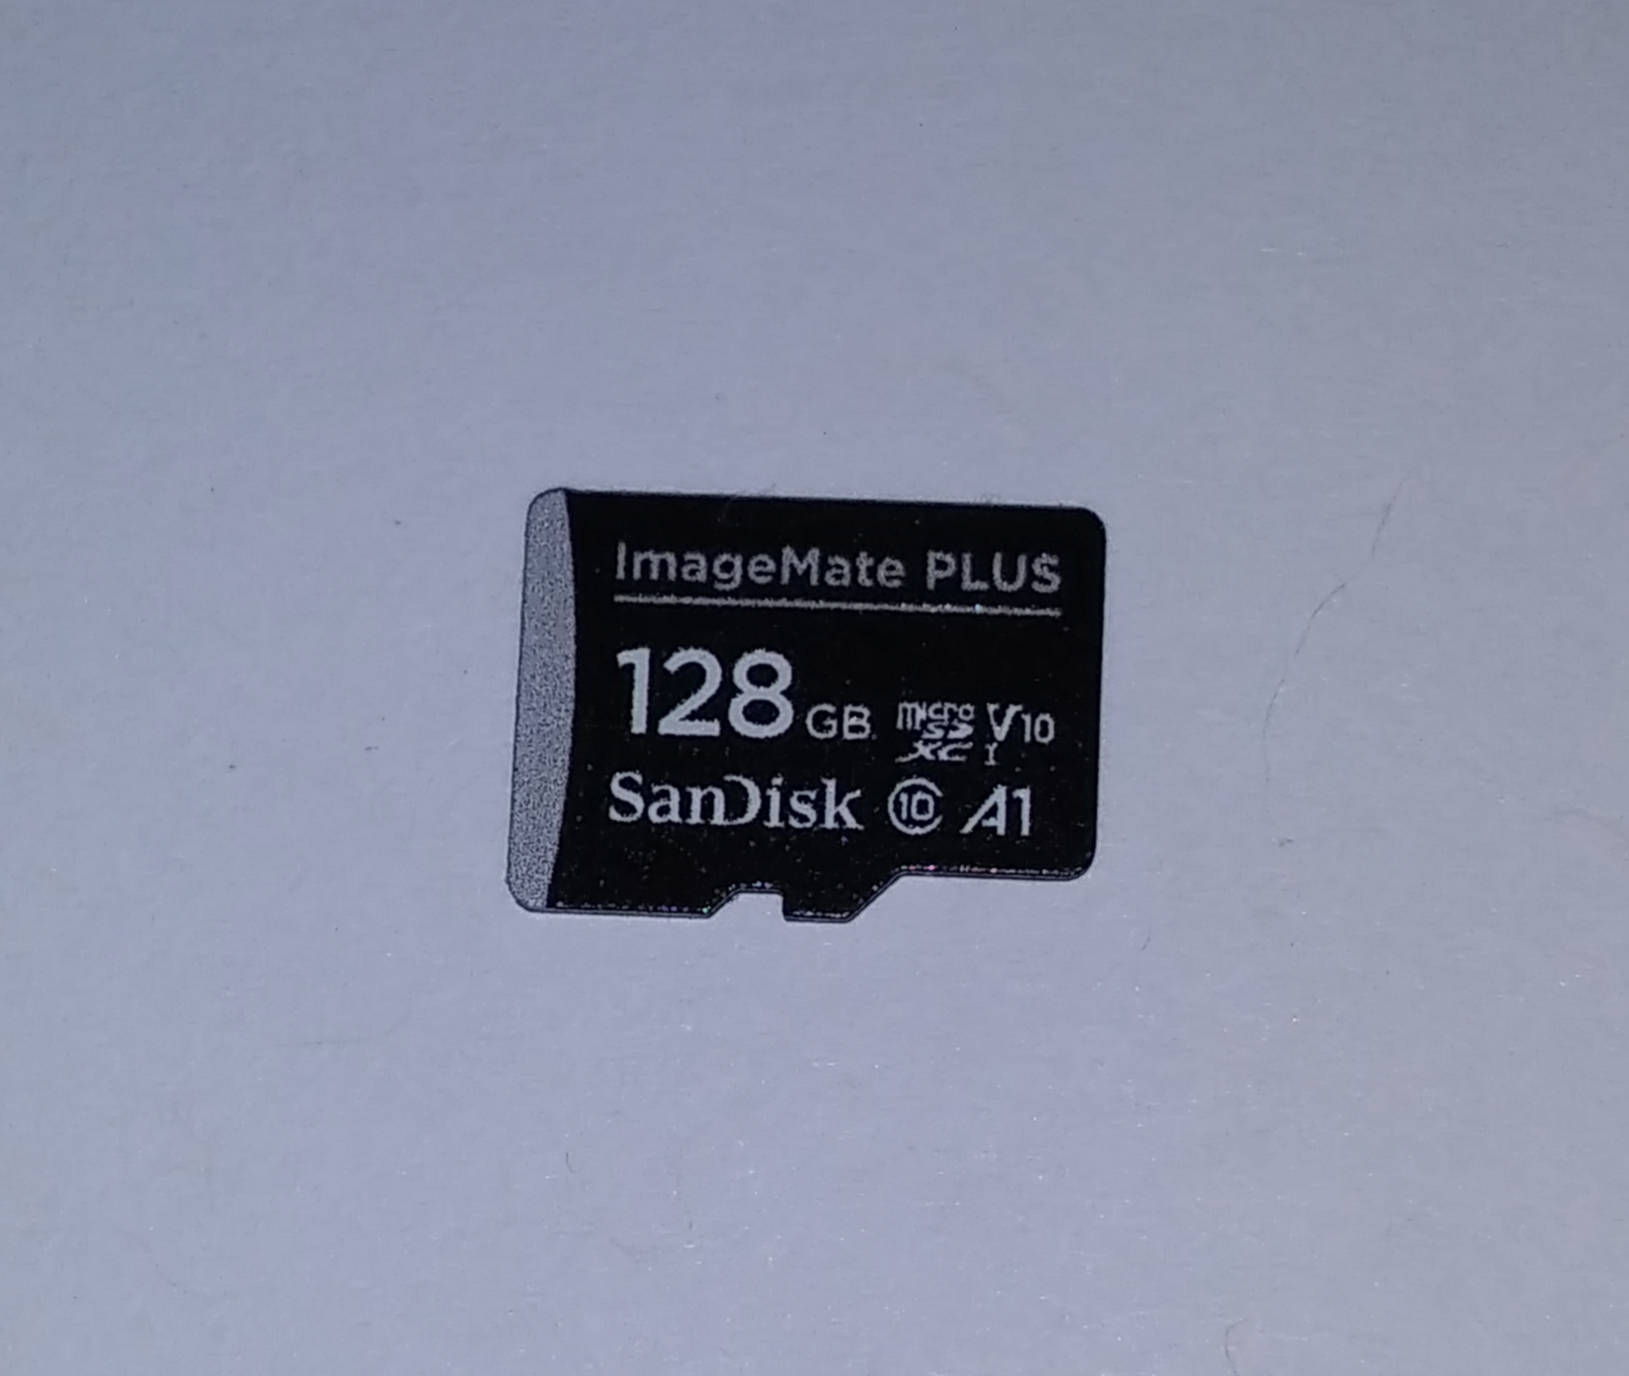 ImageMate PLUS
128 GB micro SD XC I V10
SanDisk 10 A1